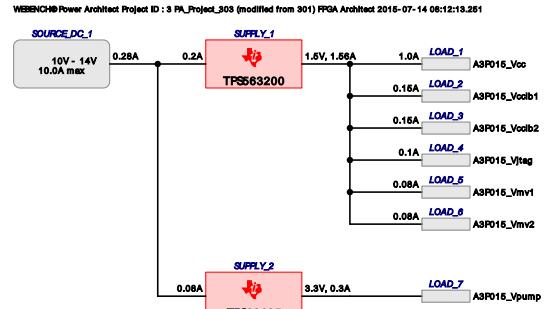 WEBENCH® Power Architect Project ID : 3 PA_Project_303 (modified from 301) FPGA Architect 2015-07-14 06:12:13.251
SOURCE_DC_1
10V - 14V
10.0A max
0.28A
0.2A
SUPPLY_1
TPS563200
1.5V, 1.56A
1.0A
LOAD_1
A3P015_Vcc
0.15A
LOAD_2
A3P015_Vccib1
0.15A
LOAD_3
A3P015_Vccib2
0.1A
LOAD_4
A3P015_Vjtag
0.08A
LOAD_5
A3P015_Vmv1
0.08A
LOAD_6
A3P015_Vmv2
0.08A
SUPPLY_2
3.3V, 0.3A
LOAD_7
A3P015_Vpump